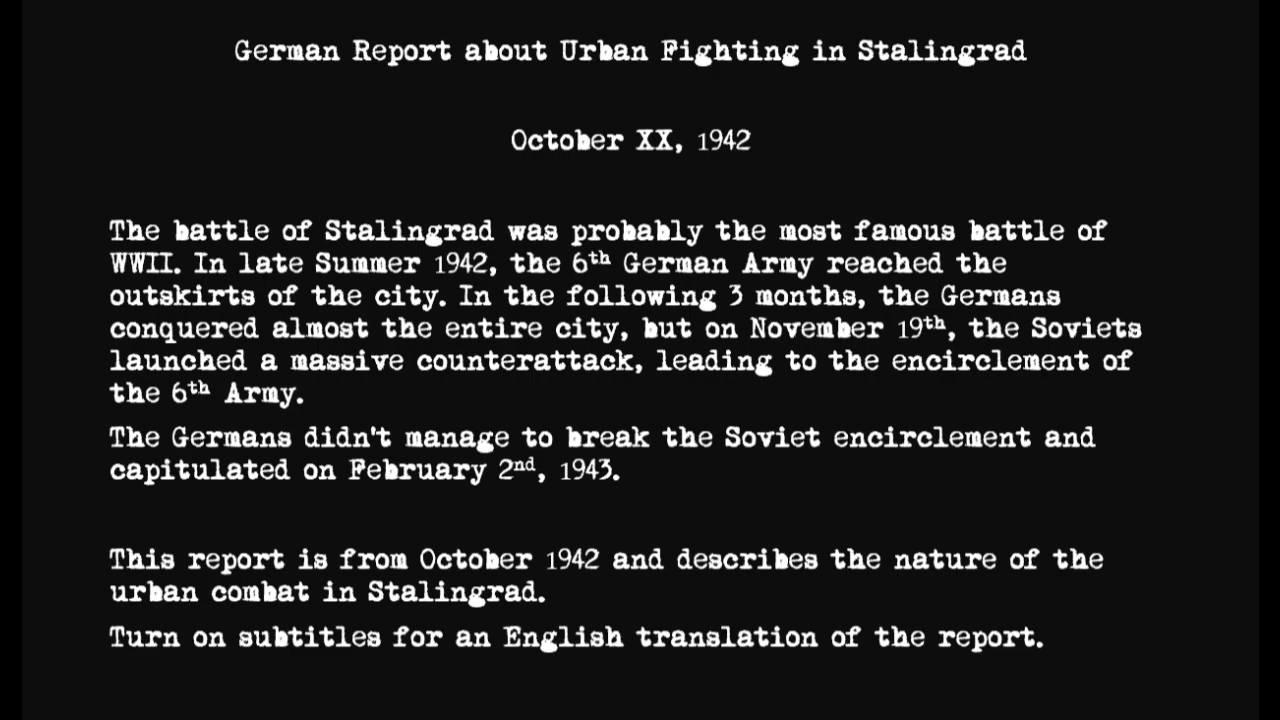 German Report about Urban Fighting in Stalingrad
October XX, 1942
The battle of Stalingrad was probably the most famous battle of
WWII. In late Summer 1942, the 6th German Army reached the
outskirts of the city. In the following 3 months, the Germans
conquered almost the entire city, but on November 19th, the Soviets
launched a massive counterattack, leading to the encirclement of
the 6th Army.
The Germans didn't manage to break the Soviet encirclement and
capitulated on February 2nd, 1943.
This report is from October 1942 and describes the nature of the
urban combat in Stalingrad.
Turn on subtitles for an English translation of the report.